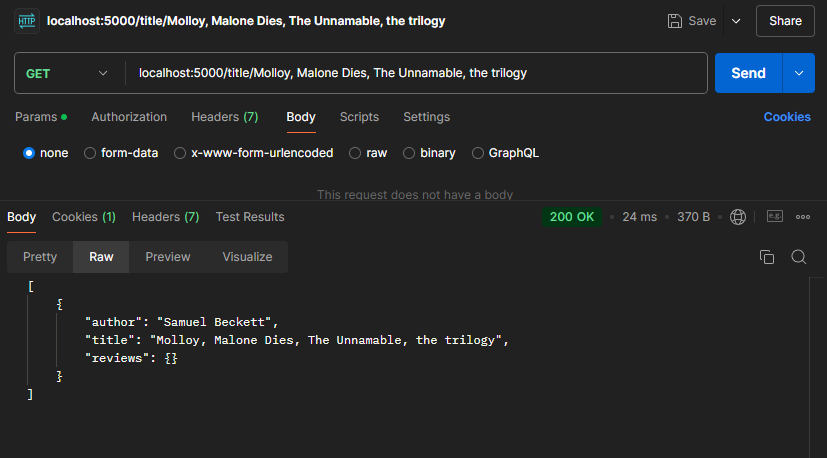 HTTP localhost:5000/title/Molloy, Malone Dies, The Unnamable, the trilogy Save Share
GET localhost:5000/title/Molloy, Malone Dies, The Unnamable, the trilogy Send
Params Authorization Headers (7) Body Scripts Settings Cookies
none form-data x-www-form-urlencoded raw binary GraphQL
This request does not have a body
Body Cookies (1) Headers (7) Test Results 200 OK • 24 ms • 370 B • e.g.
Pretty Raw Preview Visualize
[
{
"author": "Samuel Beckett",
"title": "Molloy, Malone Dies, The Unnamable, the trilogy",
"reviews": {}
}
]